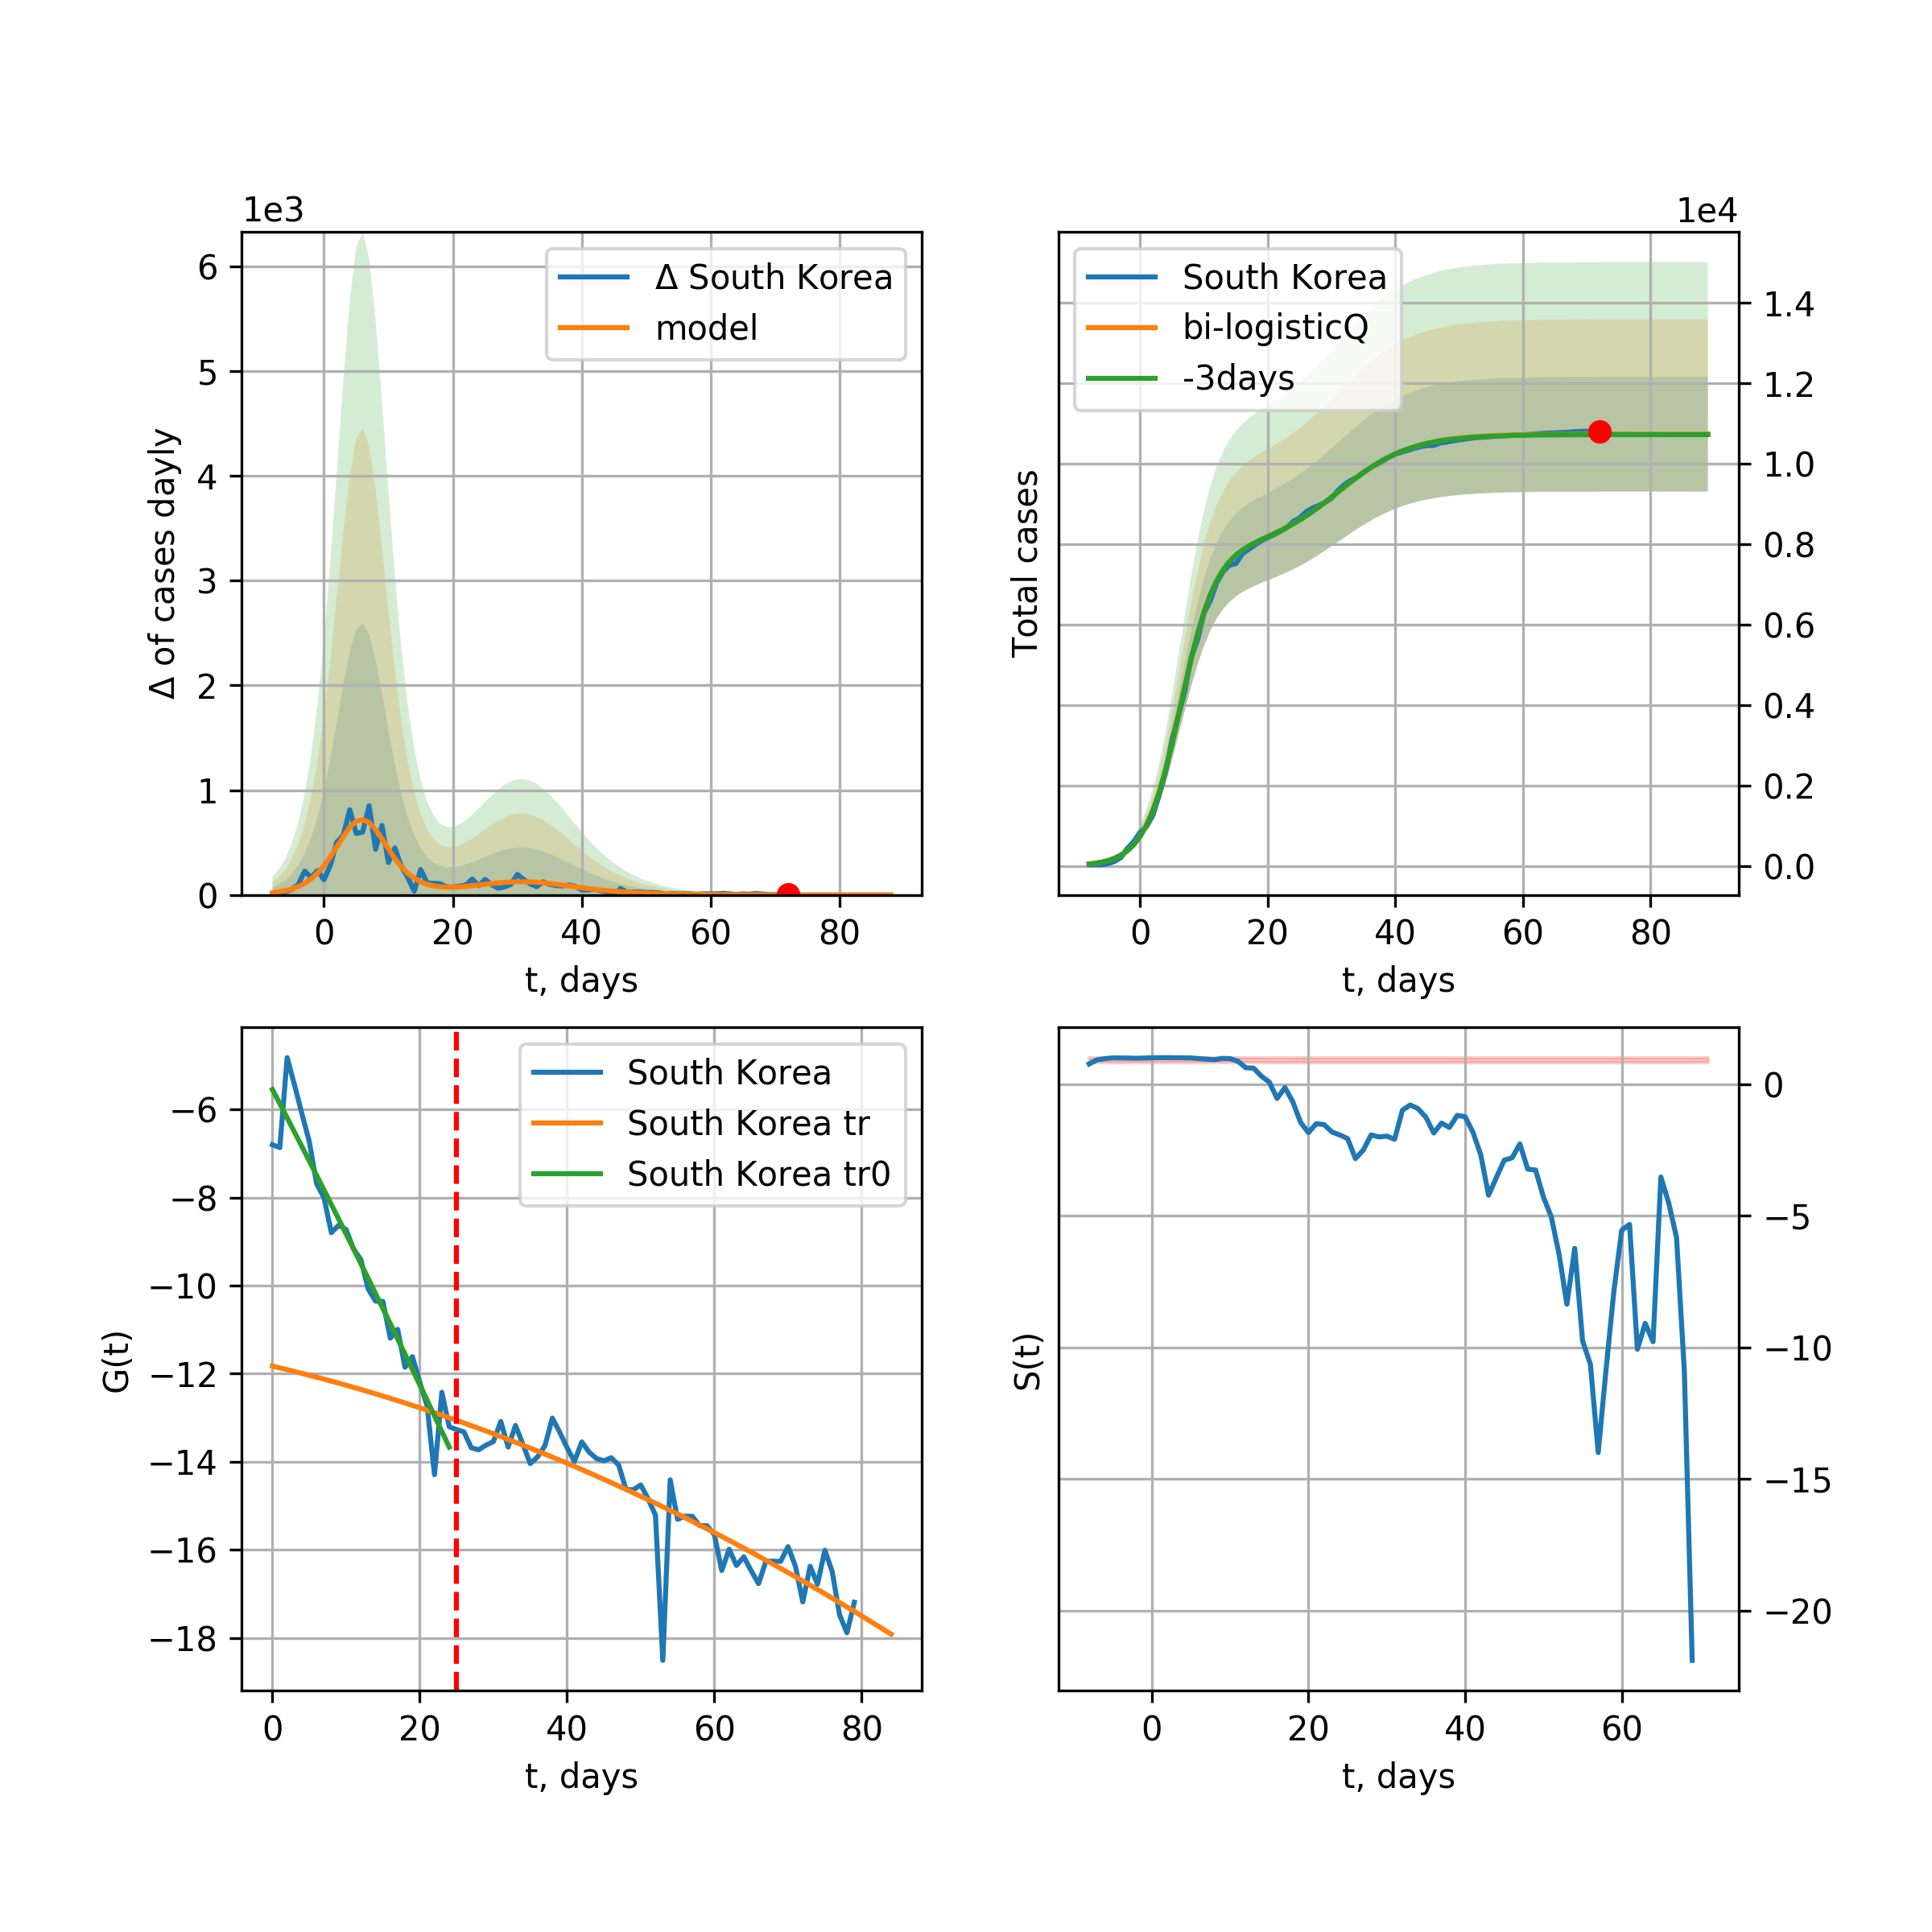 1e3
Δ of cases dayly
6
5
4
3
2
1
0
Δ South Korea
model
0 20 40 60 80
t, days
1e4
Total cases
South Korea
bi-logisticQ
-3days
1.4
1.2
1.0
0.8
0.6
0.4
0.2
0.0
0 20 40 60 80
t, days
G(t)
−6
−8
−10
−12
−14
−16
−18
South Korea
South Korea tr
South Korea tr0
0 20 40 60 80
t, days
S(t)
0
−5
−10
−15
−20
0 20 40 60
t, days